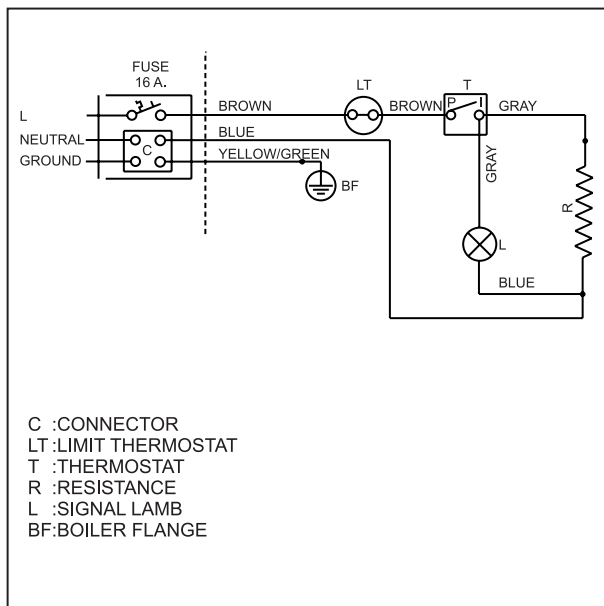 FUSE
16 A.
LT
T
L
BROWN
BROWN
P
I
GRAY
NEUTRAL
BLUE
C
GROUND
YELLOW/GREEN
GRAY
BF
R
L
BLUE
C :CONNECTOR
LT :LIMIT THERMOSTAT
T :THERMOSTAT
R :RESISTANCE
L :SIGNAL LAMB
BF:BOILER FLANGE